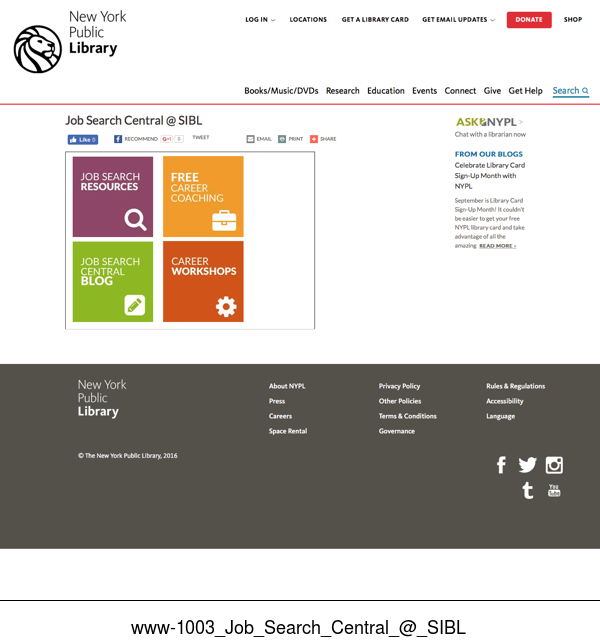 New York
Public
Library
LOG IN
LOCATIONS
GET A LIBRARY CARD
GET EMAIL UPDATES
DONATE
SHOP
Books/Music/DVDs Research Education Events Connect Give Get Help Search
Job Search Central @ SIBL
Like 0
RECOMMEND
G+1 0
TWEET
EMAIL
PRINT
SHARE
JOB SEARCH
RESOURCES
FREE
CAREER
COACHING
JOB SEARCH
CENTRAL
BLOG
CAREER
WORKSHOPS
ASK NYPL >
Chat with a librarian now
FROM OUR BLOGS
Celebrate Library Card
Sign-Up Month with
NYPL
September is Library Card
Sign-Up Month! It couldn't
be easier to get your free
NYPL library card and take
advantage of all the
amazing READ MORE ›
New York
Public
Library
About NYPL
Press
Careers
Space Rental
Privacy Policy
Other Policies
Terms & Conditions
Governance
Rules & Regulations
Accessibility
Language
© The New York Public Library, 2016
You
Tube
www-1003_Job_Search_Central_@_SIBL